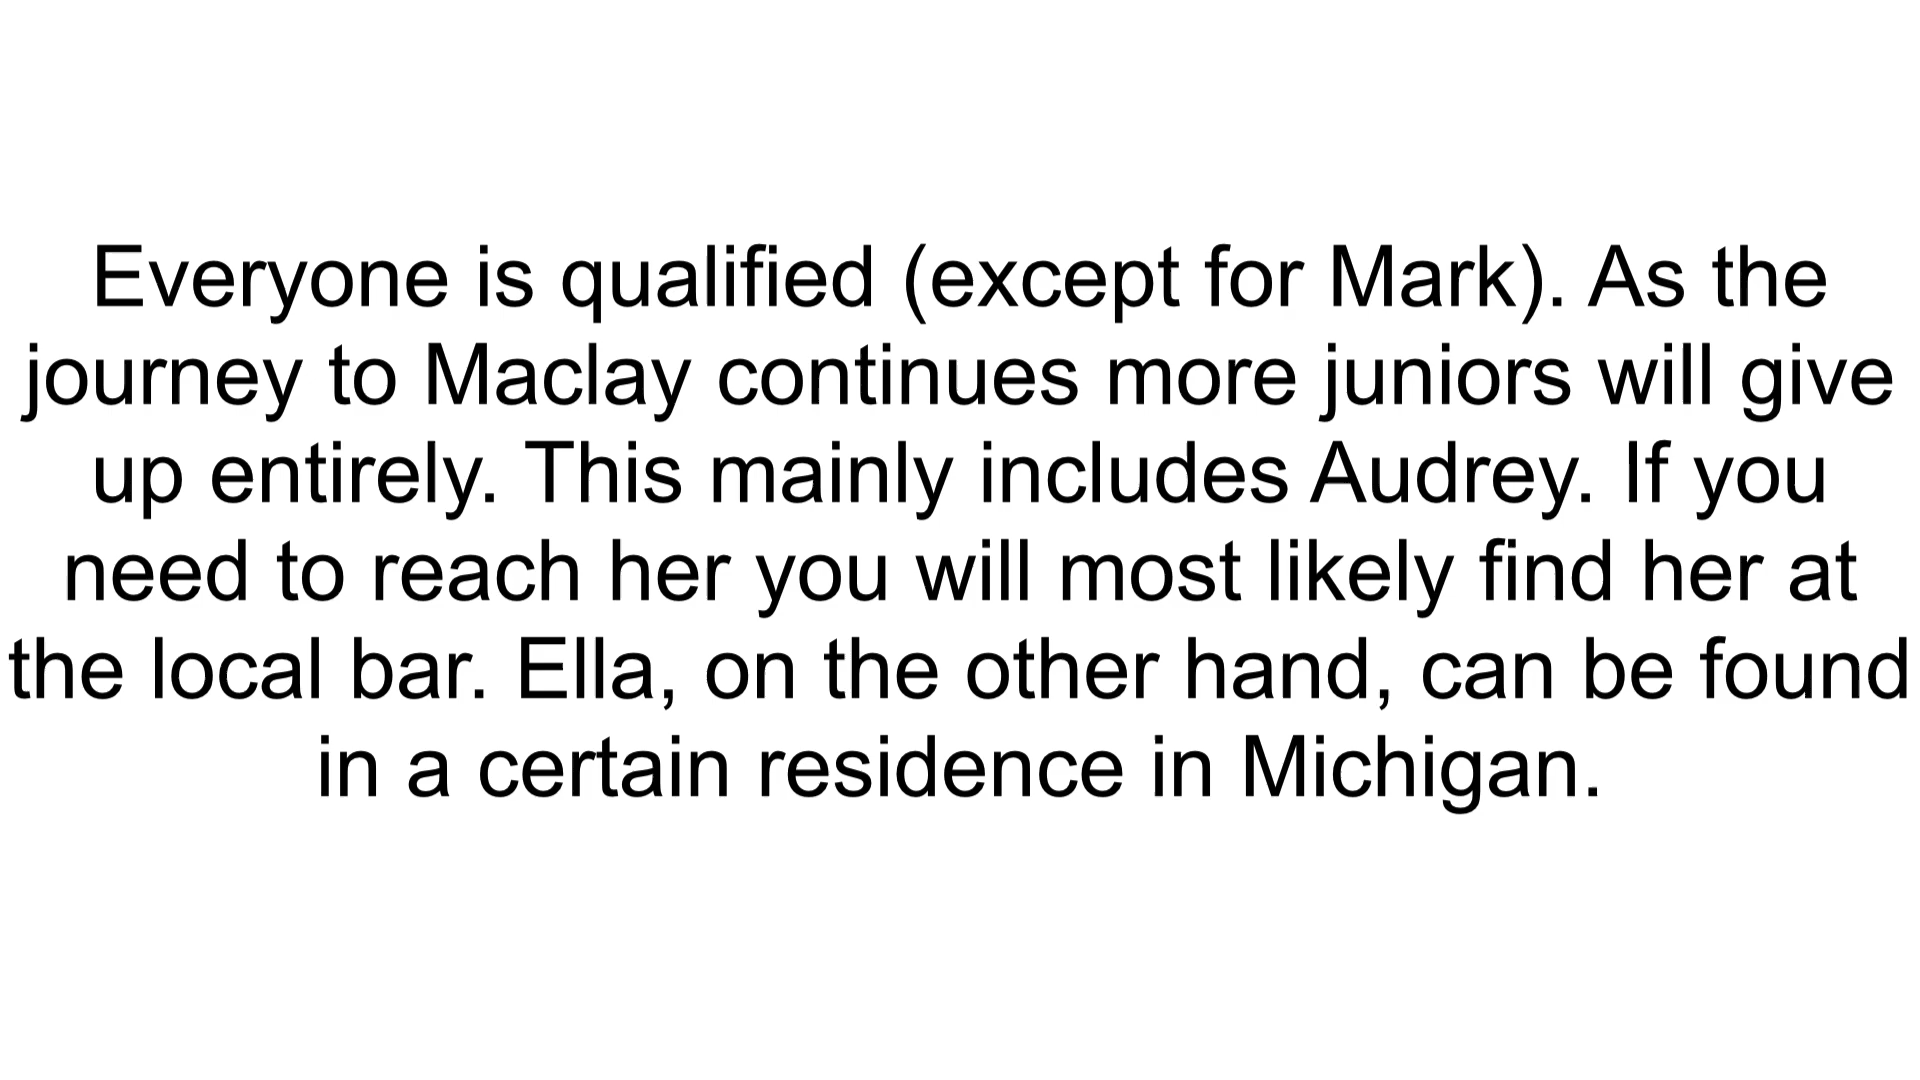 Everyone is qualified (except for Mark). As the
journey to Maclay continues more juniors will give
up entirely. This mainly includes Audrey. If you
need to reach her you will most likely find her at
the local bar. Ella, on the other hand, can be found
in a certain residence in Michigan.